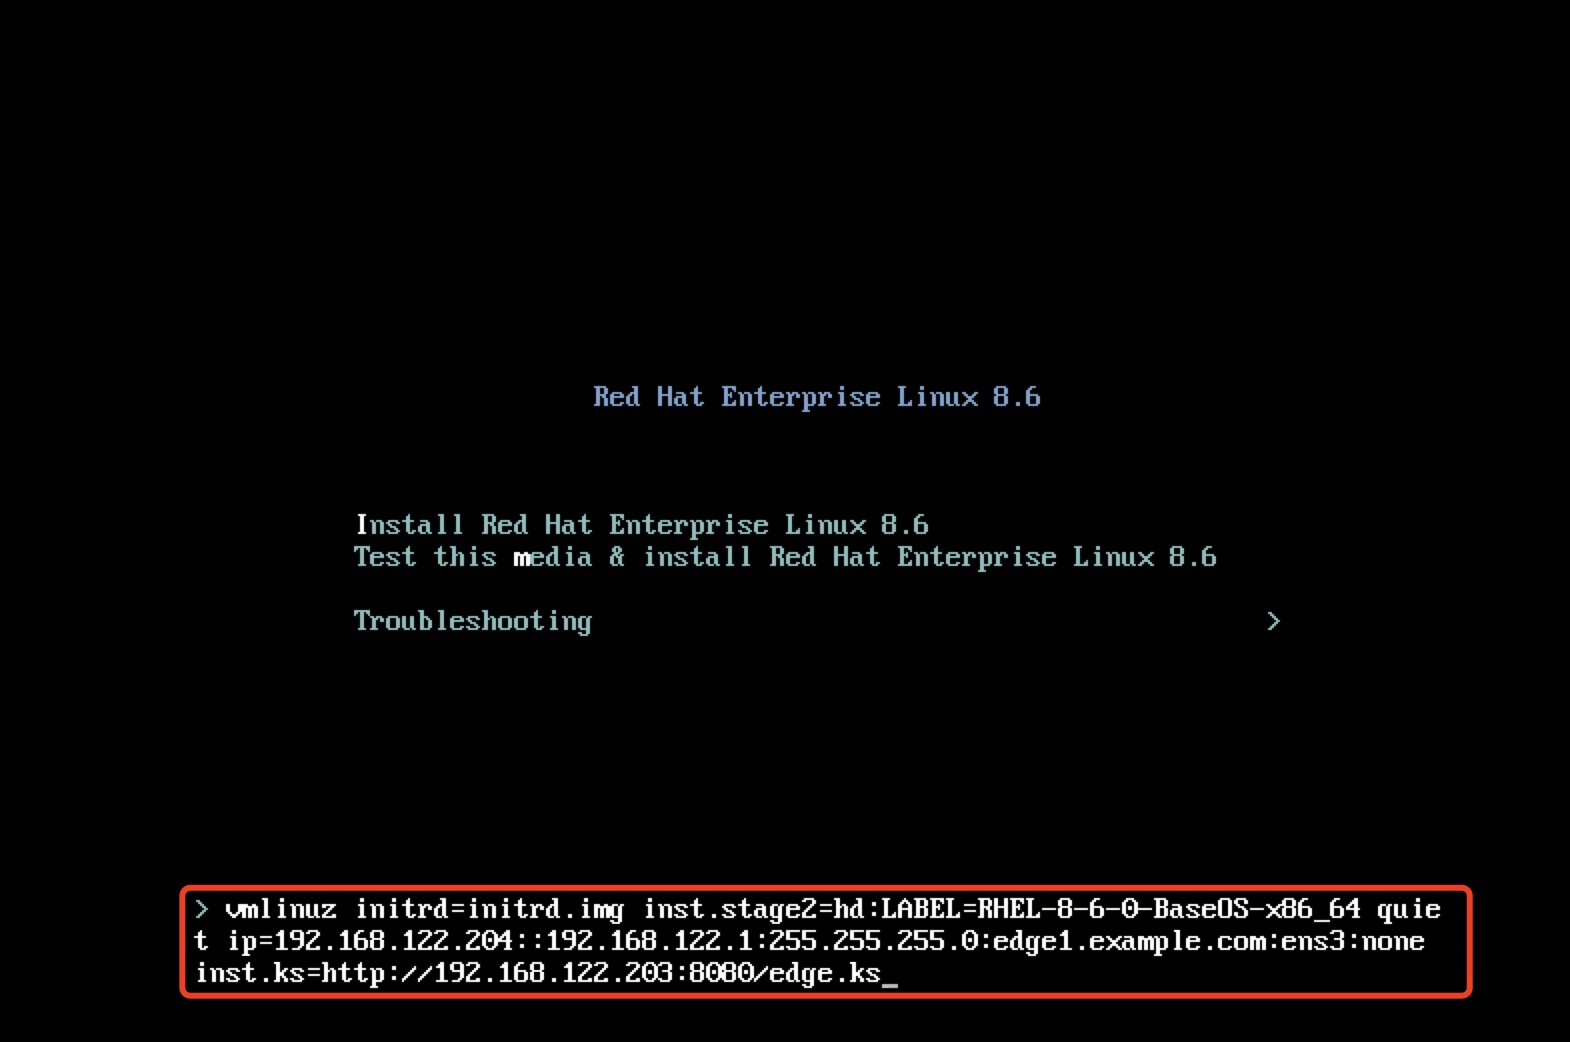 Red Hat Enterprise Linux 8.6
Install Red Hat Enterprise Linux 8.6
Test this media & install Red Hat Enterprise Linux 8.6
Troubleshooting >
> vmlinuz initrd=initrd.img inst.stage2=hd:LABEL=RHEL-8-6-0-BaseOS-x86_64 quie
t ip=192.168.122.204::192.168.122.1:255.255.255.0:edge1.example.com:ens3:none
inst.ks=http://192.168.122.203:8080/edge.ks_